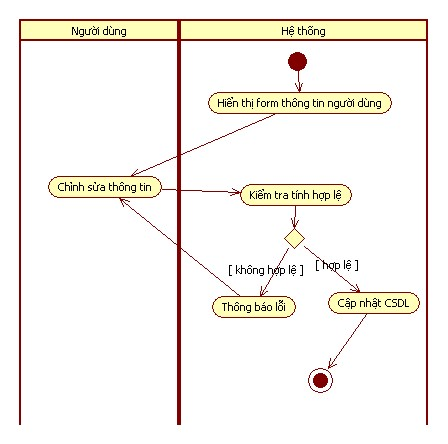 Người dùng
Hệ thống
Hiển thị form thông tin người dùng
Chỉnh sửa thông tin
Kiểm tra tính hợp lệ
[ không hợp lệ ]
[ hợp lệ ]
Thông báo lỗi
Cập nhật CSDL